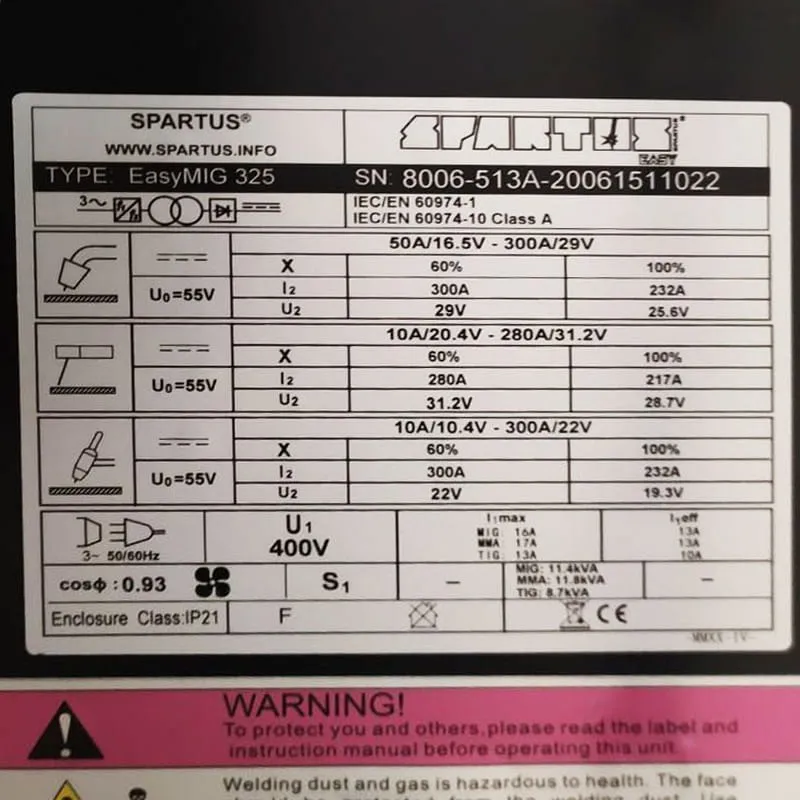 SPARTUS®
WWW.SPARTUS.INFO
SPARTUS®
EASY
TYPE: EasyMIG 325
SN: 8006-513A-20061511022
3~
IEC/EN 60974-1
IEC/EN 60974-10 Class A
50A/16.5V - 300A/29V
X 60% 100%
U₀=55V
I₂ 300A 232A
U₂ 29V 25.6V
10A/20.4V - 280A/31.2V
X 60% 100%
U₀=55V
I₂ 280A 217A
U₂ 31.2V 28.7V
10A/10.4V - 300A/22V
X 60% 100%
U₀=55V
I₂ 300A 232A
U₂ 22V 19.3V
3~ 50/60Hz
U₁
400V
I₁max
MIG: 16A
MMA: 17A
TIG: 13A
I₁eff
13A
13A
10A
cosϕ:0.93
S₁
–
MIG: 11.4kVA
MMA: 11.8kVA
TIG: 8.7kVA
–
Enclosure Class:IP21
F
CE
-MMXX-IV-
WARNING!
To protect you and others,please read the label and
instruction manual before operating this unit.
Welding dust and gas is hazardous to health. The face